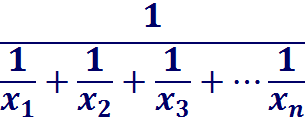 1
1/x₁ + 1/x₂ + 1/x₃ + ⋯ 1/xₙ